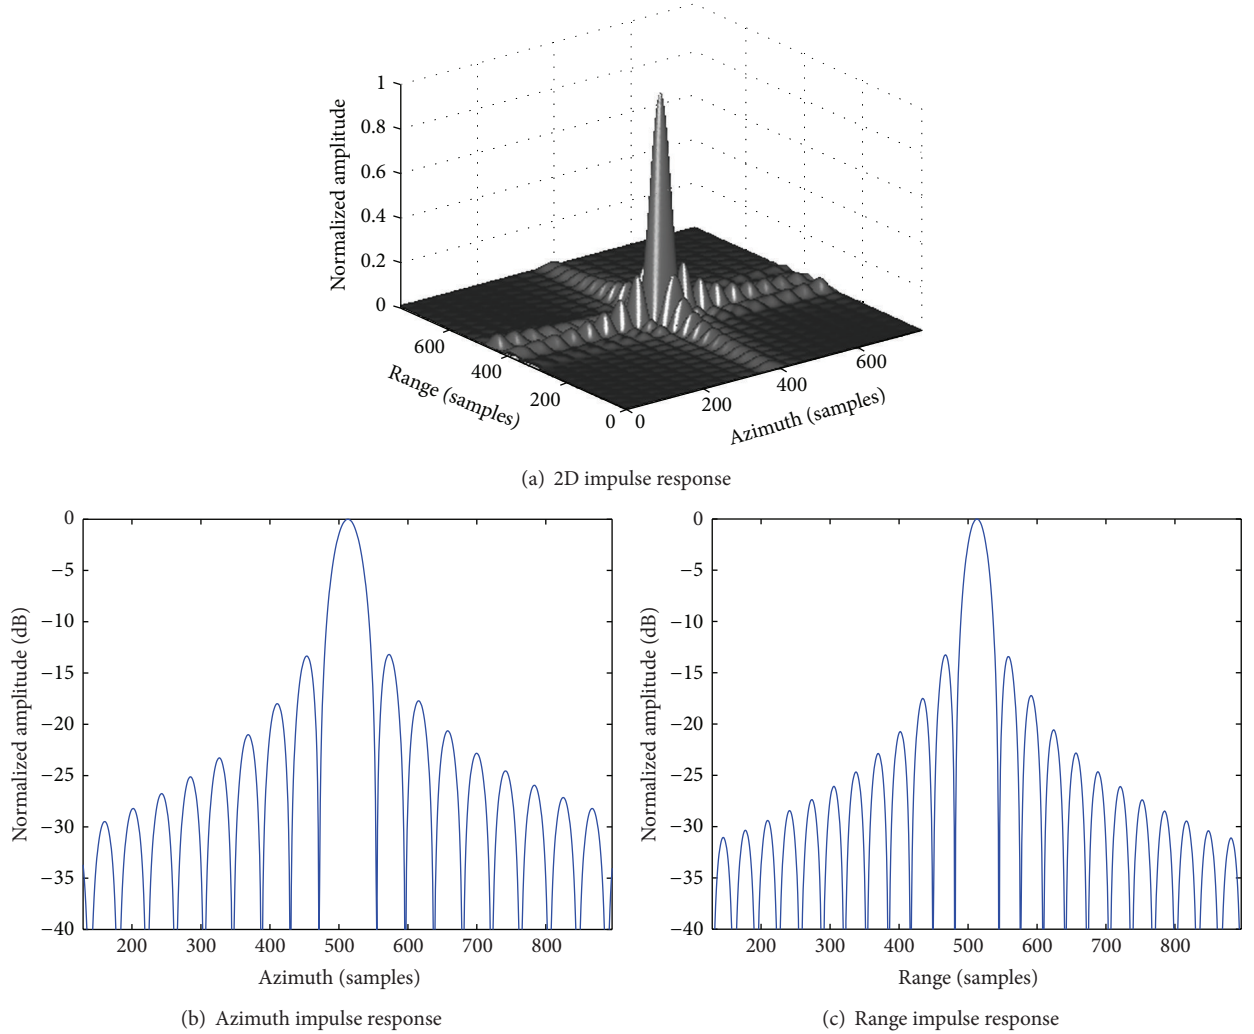 1
0.8
0.6
0.4
0.2
0
Normalized amplitude
600
400
200
0
Range (samples)
0
200
400
600
Azimuth (samples)
(a) 2D impulse response
0
−5
−10
−15
−20
−25
−30
−35
−40
Normalized amplitude (dB)
200 300 400 500 600 700 800
Azimuth (samples)
(b) Azimuth impulse response
0
−5
−10
−15
−20
−25
−30
−35
−40
Normalized amplitude (dB)
200 300 400 500 600 700 800
Range (samples)
(c) Range impulse response